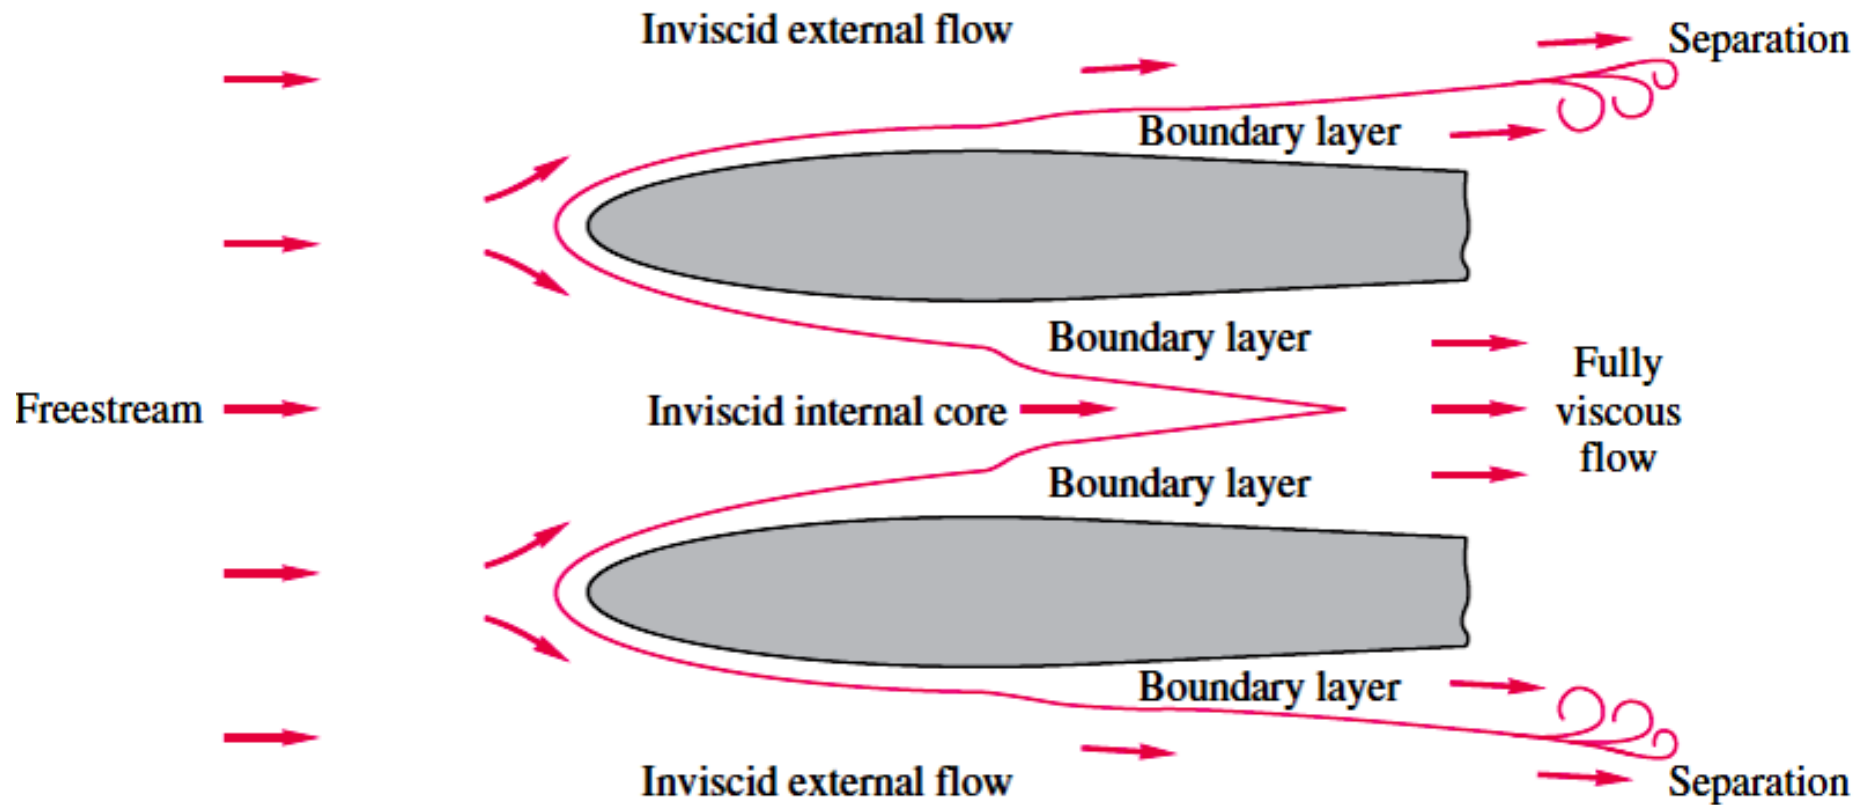 Inviscid external flow
Separation
Boundary layer
Boundary layer
Fully
viscous
flow
Freestream
Inviscid internal core
Boundary layer
Boundary layer
Inviscid external flow
Separation